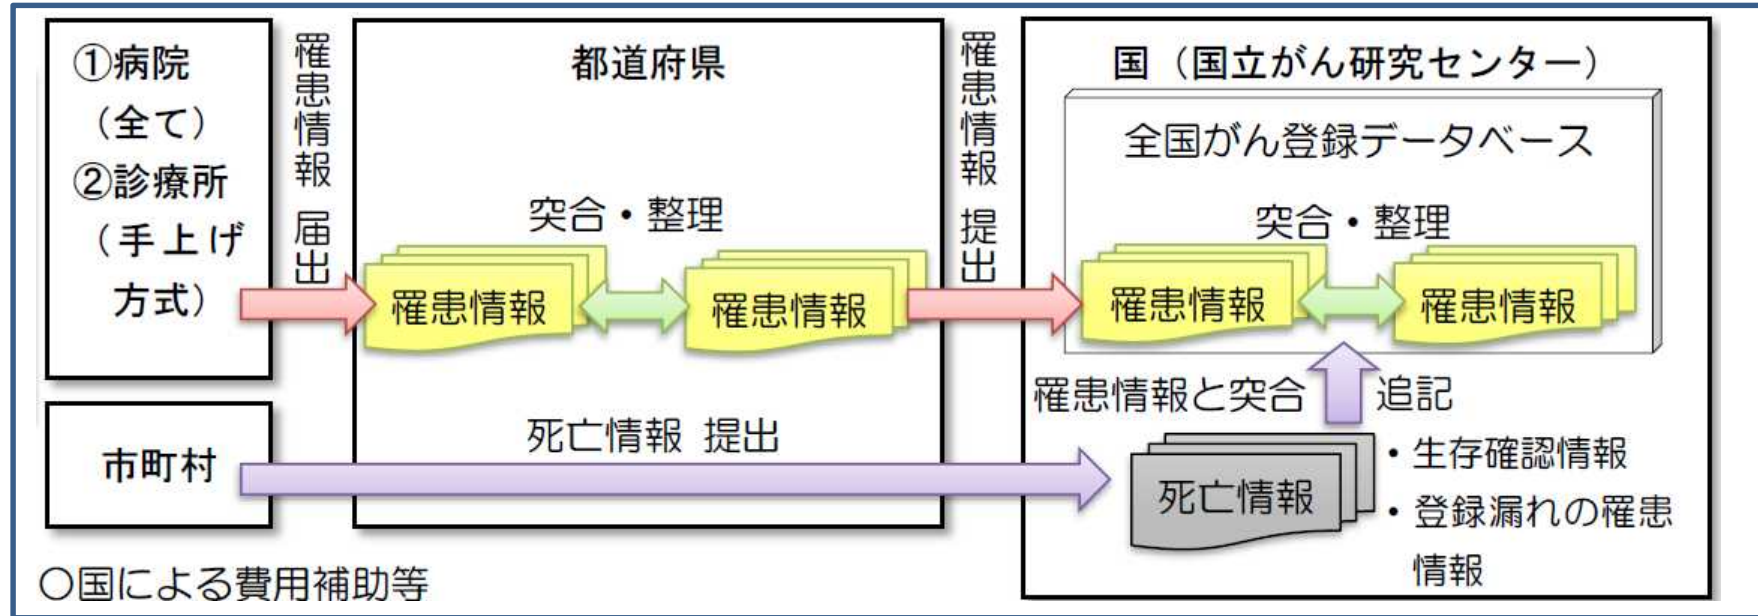 ①病院
（全て）
②診療所
（手上げ
方式）
罹患情報 届出
都道府県
突合・整理
罹患情報
罹患情報
罹患情報 提出
国（国立がん研究センター）
全国がん登録データベース
突合・整理
罹患情報
罹患情報
罹患情報と突合
追記
市町村
死亡情報 提出
死亡情報
・生存確認情報
・登録漏れの罹患
情報
〇国による費用補助等